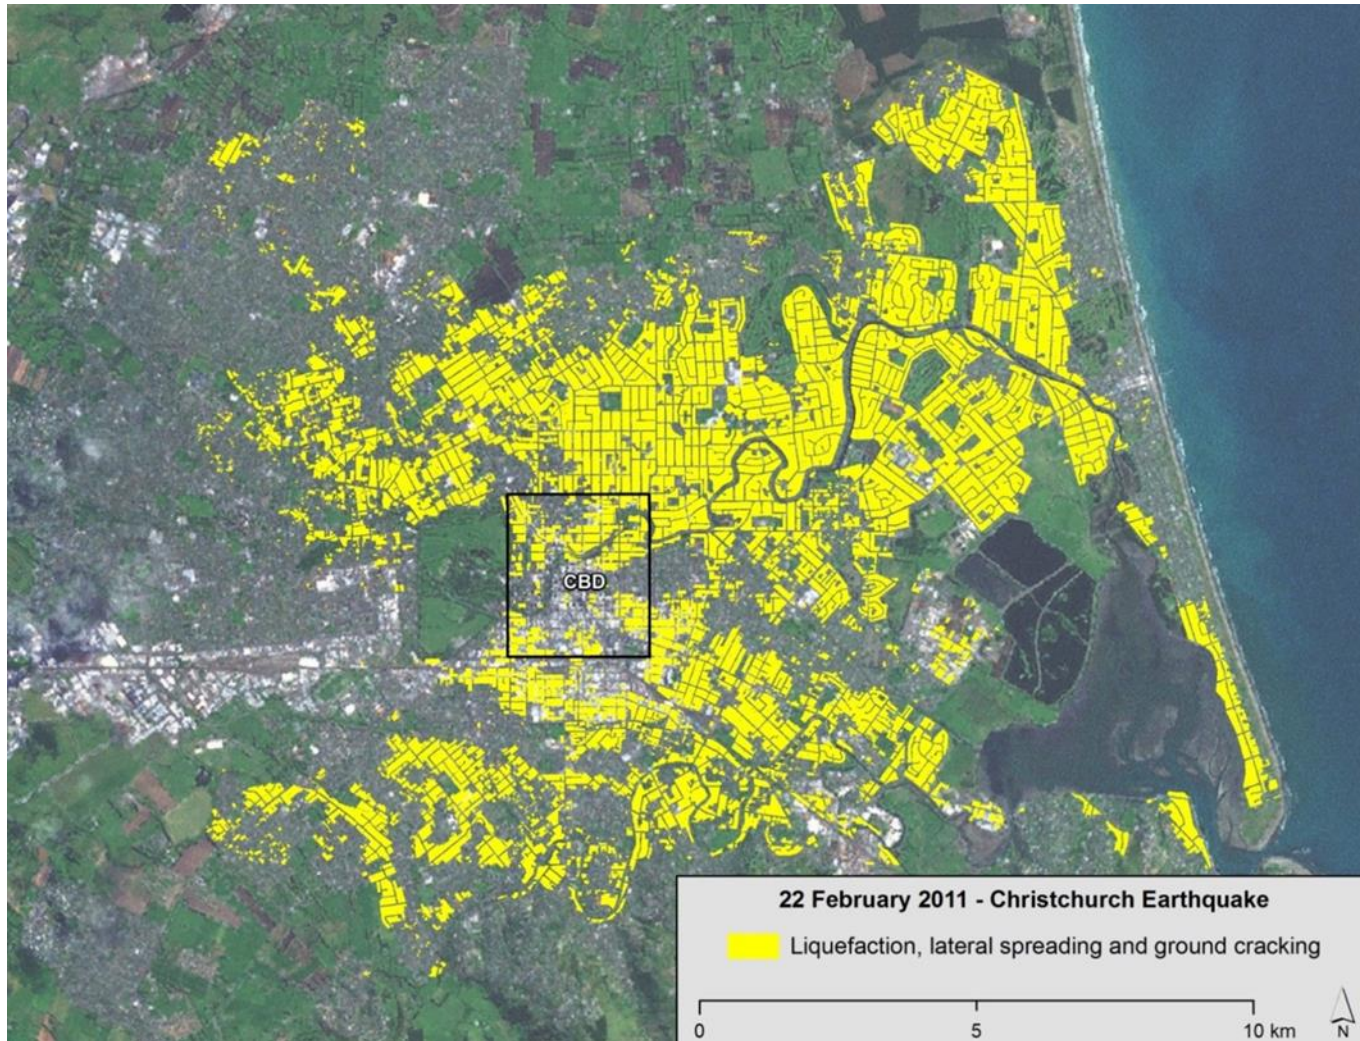 CBD
22 February 2011 - Christchurch Earthquake
Liquefaction, lateral spreading and ground cracking
0 5 10 km
N